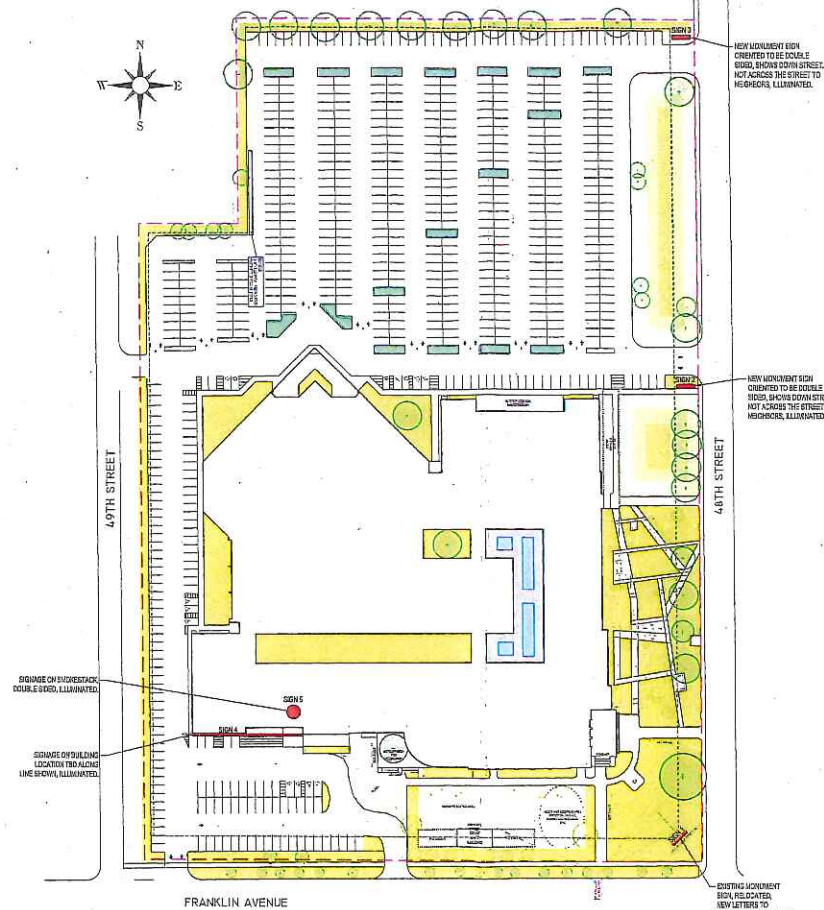 N
W
E
S
SIGN 3
NEW MONUMENT SIGN
ORIENTED TO BE DOUBLE
SIDED, SHOWS DOWN STREET,
NOT ACROSS THE STREET TO
NEIGHBORS, ILLUMINATED.
SIGN 2
NEW MONUMENT SIGN
ORIENTED TO BE DOUBLE
SIDED, SHOWS DOWN STR
NOT ACROSS THE STREET
NEIGHBORS, ILLUMINATED
49TH STREET
48TH STREET
SIGNAGE ON SMOKESTACK,
DOUBLE SIDED, ILLUMINATED.
SIGN 5
SIGN 4
SIGNAGE ON BUILDING
LOCATION TBD ALONG
LINE SHOWN, ILLUMINATED.
EXISTING MONUMENT
SIGN, RELOCATED,
NEW LETTERS TO
FRANKLIN AVENUE